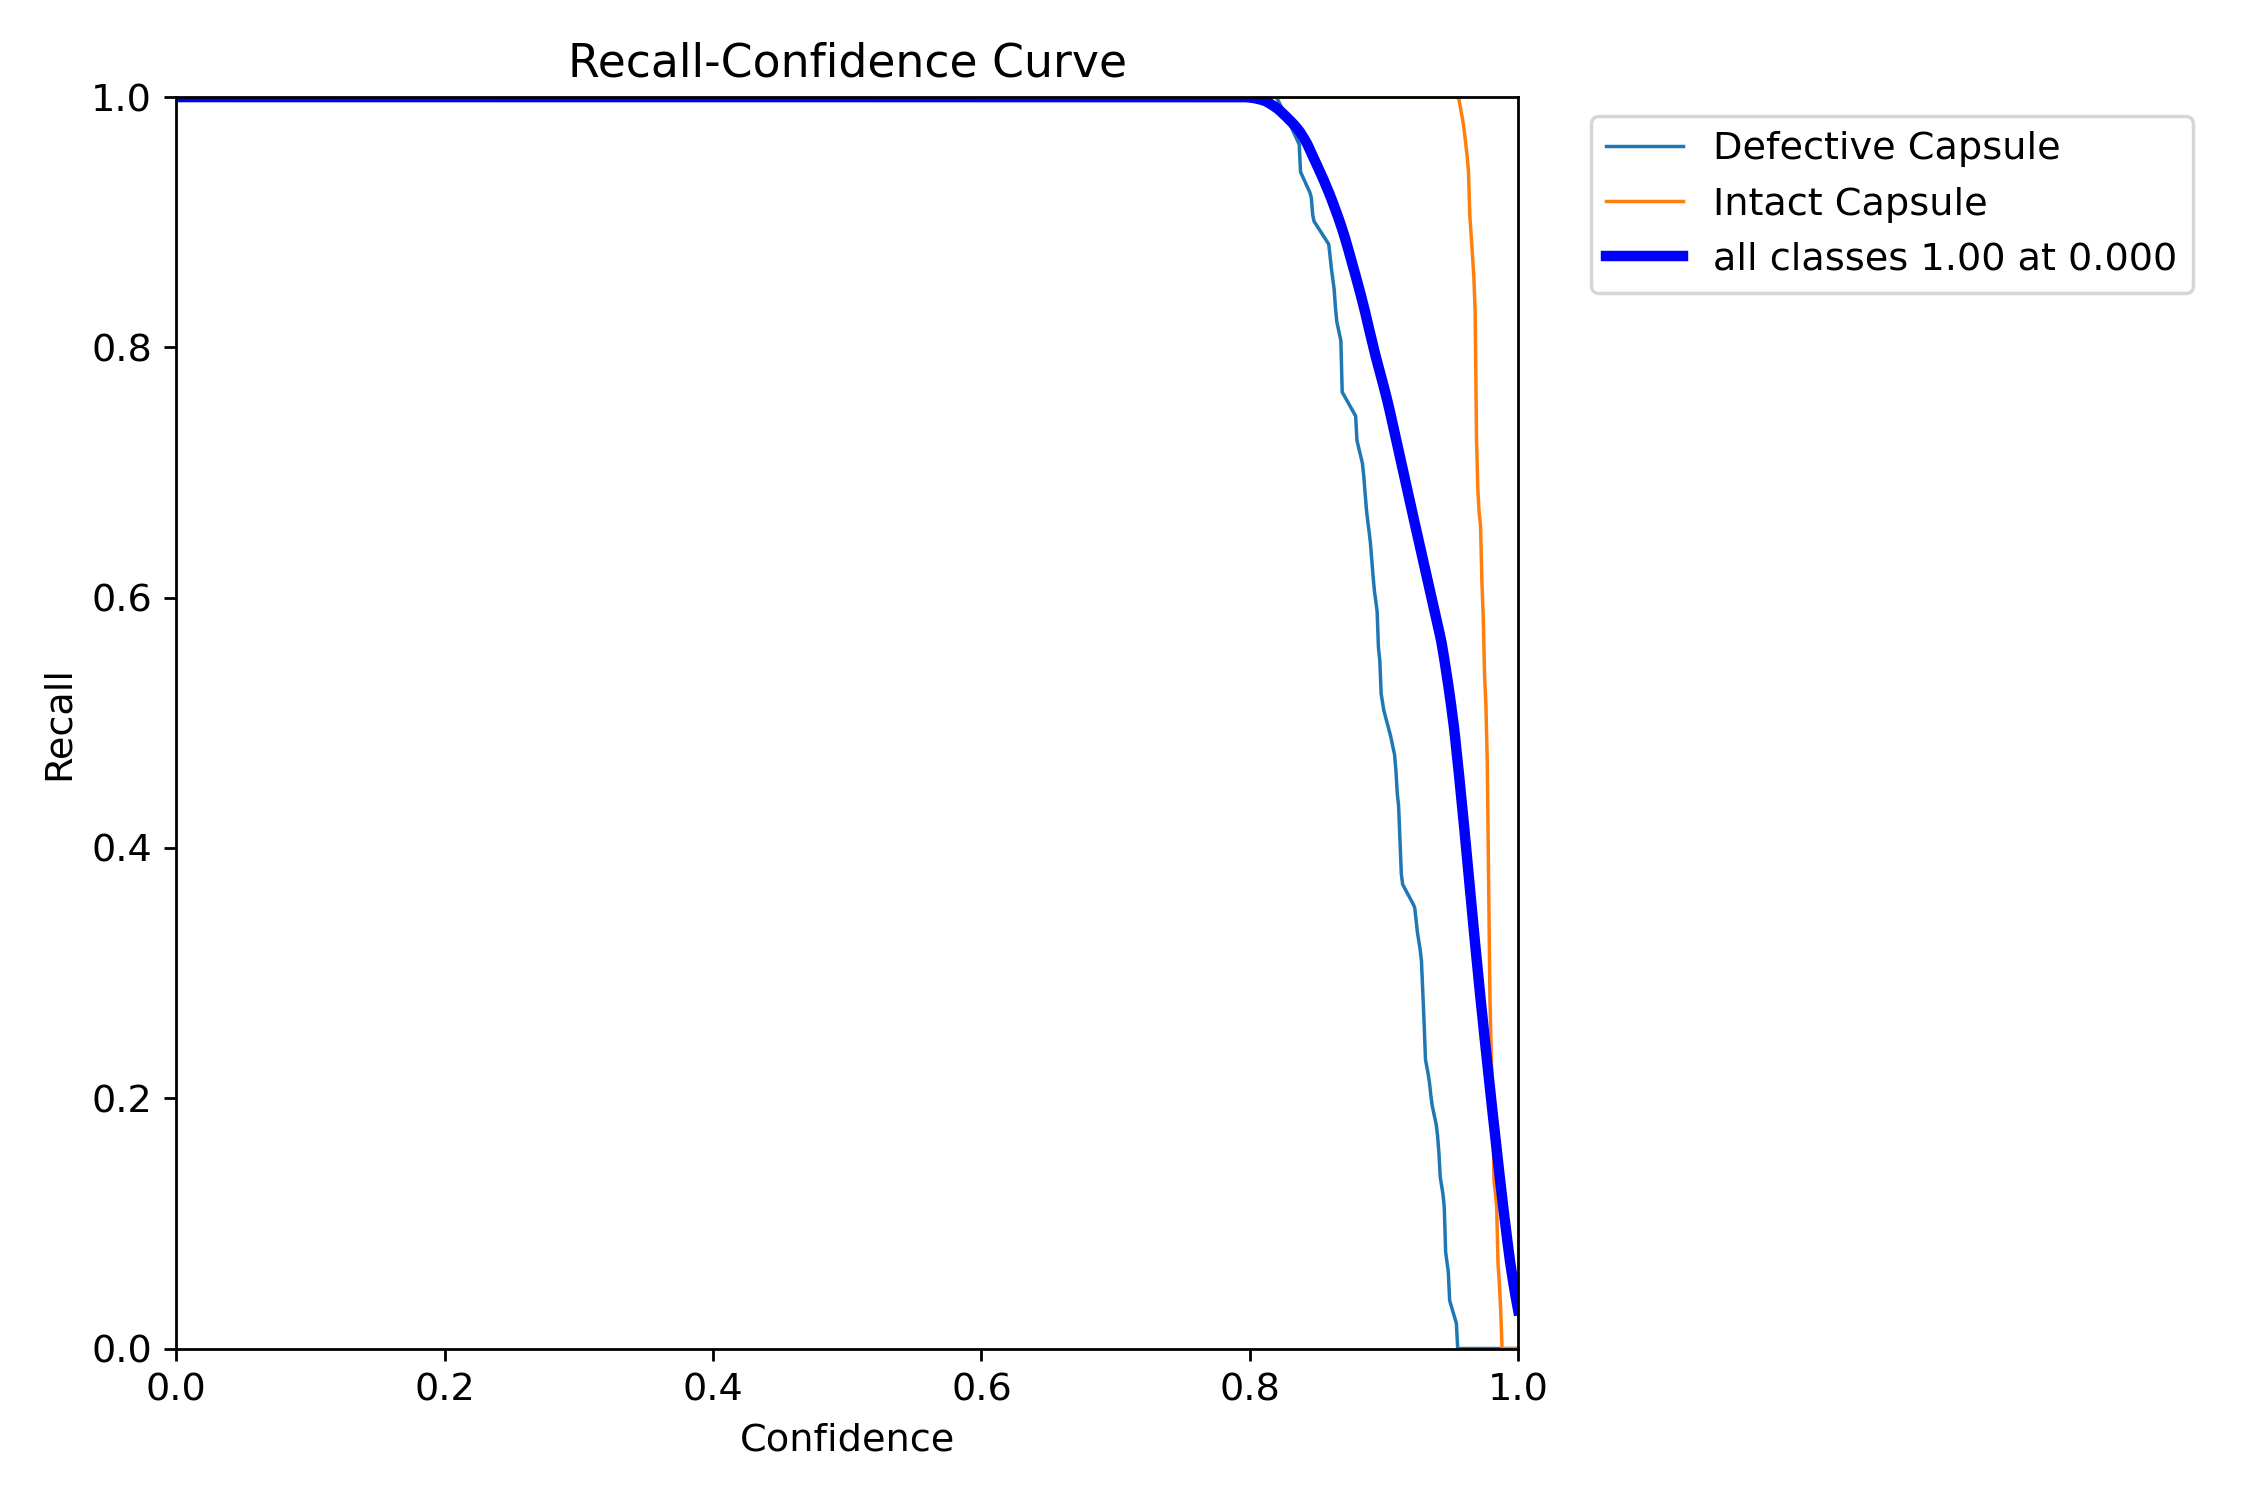 Recall-Confidence Curve
1.0
0.8
0.6
0.4
0.2
0.0
Recall
0.0 0.2 0.4 0.6 0.8 1.0
Confidence
Defective Capsule
Intact Capsule
all classes 1.00 at 0.000